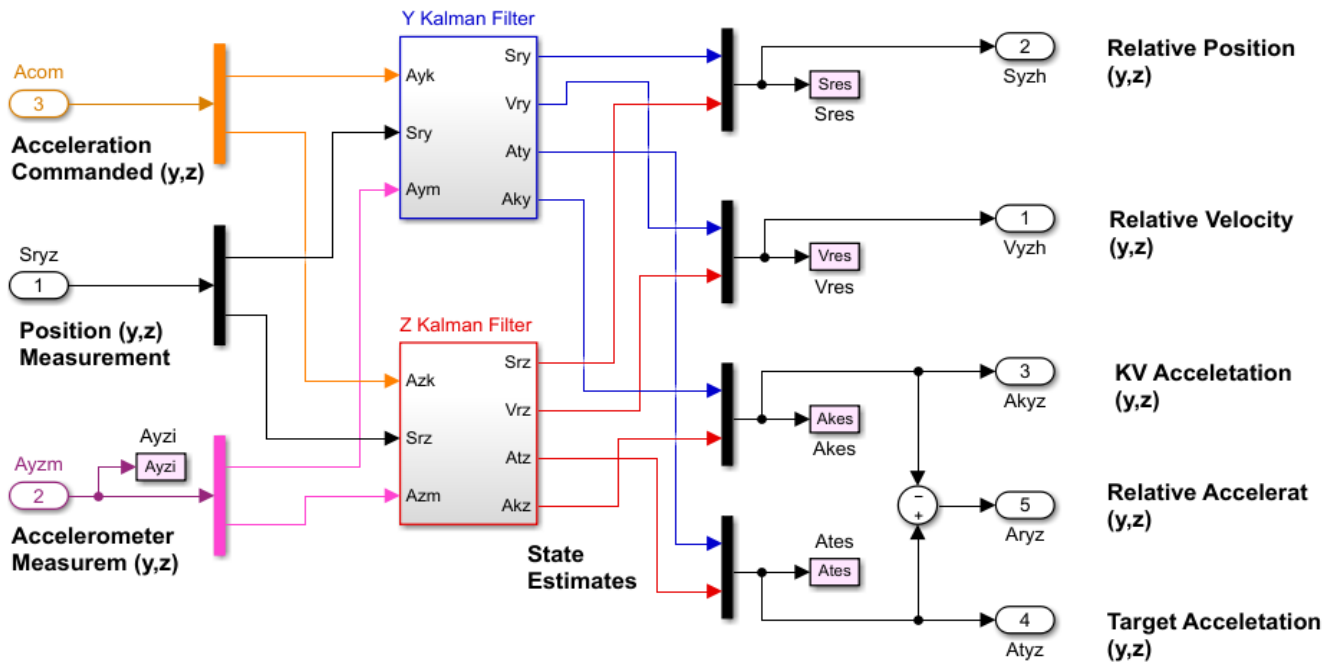 Y Kalman Filter
Acom
3
Acceleration
Commanded (y,z)
Ayk
Sry
Aym
Sry
Vry
Aty
Aky
2
Syzh
Sres
Sres
Relative Position
(y,z)
Sryz
1
Position (y,z)
Measurement
1
Vyzh
Vres
Vres
Relative Velocity
(y,z)
Z Kalman Filter
Azk
Srz
Azm
Srz
Vrz
Atz
Akz
3
Akyz
Akes
Akes
KV Acceletation
(y,z)
Ayzi
Ayzi
Ayzm
2
Accelerometer
Measurem (y,z)
−
+
5
Aryz
Relative Accelerat
(y,z)
State
Estimates
Ates
Ates
4
Atyz
Target Acceletation
(y,z)